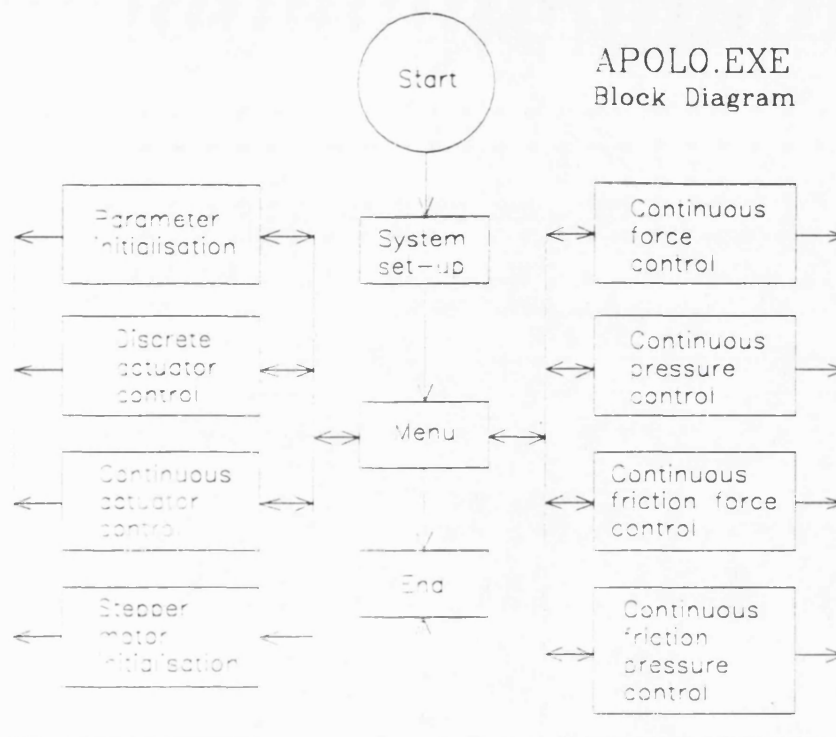 Start
APOLO.EXE
Block Diagram
Parameter
initialisation
System
set-up
Continuous
force
control
Discrete
actuator
control
Continuous
pressure
control
Menu
Continuous
actuator
control
Continuous
friction force
control
End
Stepper
motor
initialisation
Continuous
friction
pressure
control